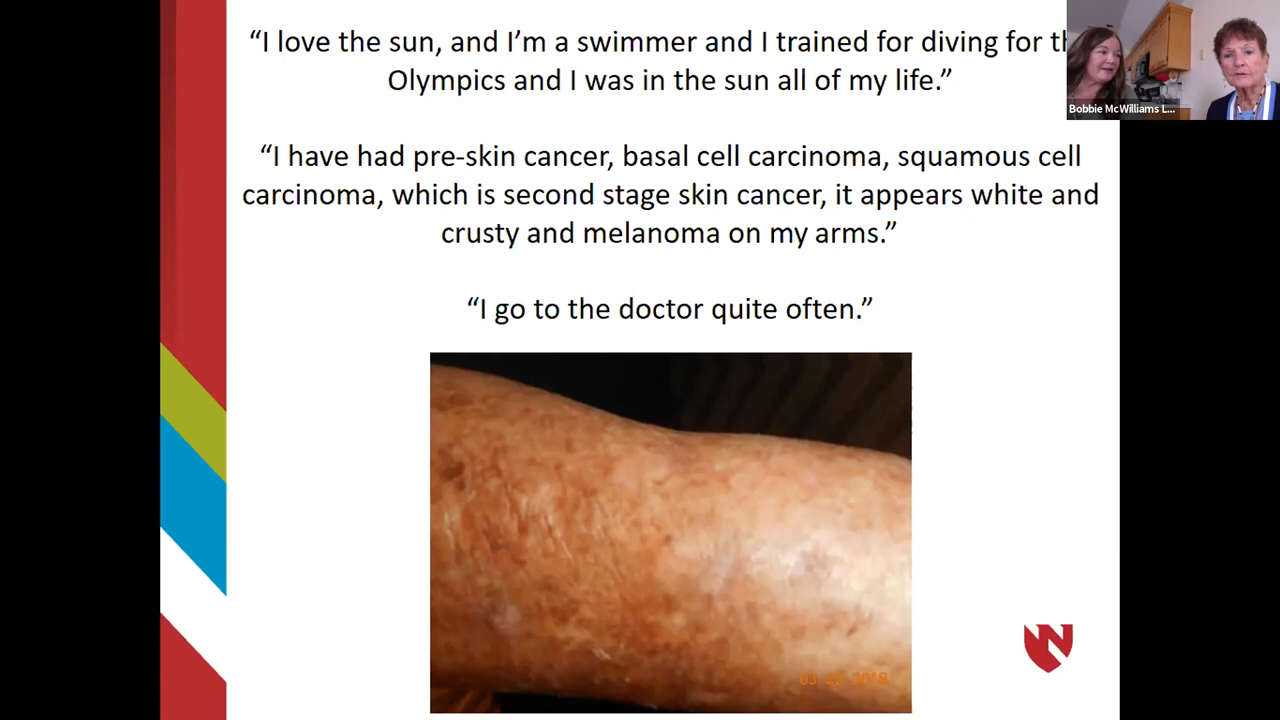 “I love the sun, and I’m a swimmer and I trained for diving for
Olympics and I was in the sun all of my life.”
“I have had pre-skin cancer, basal cell carcinoma, squamous cell
carcinoma, which is second stage skin cancer, it appears white and
crusty and melanoma on my arms.”
“I go to the doctor quite often.”
Bobbie McWilliams L...
2018
N